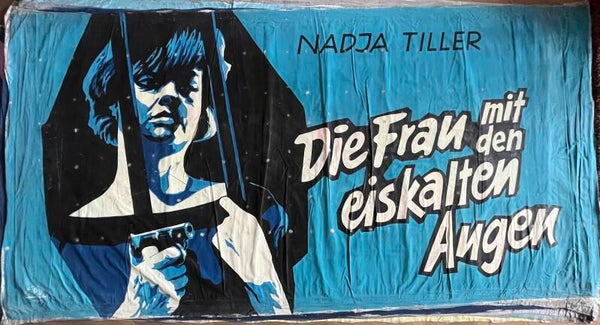 NADJA TILLER
Die Frau mit
den
eiskalten
Augen